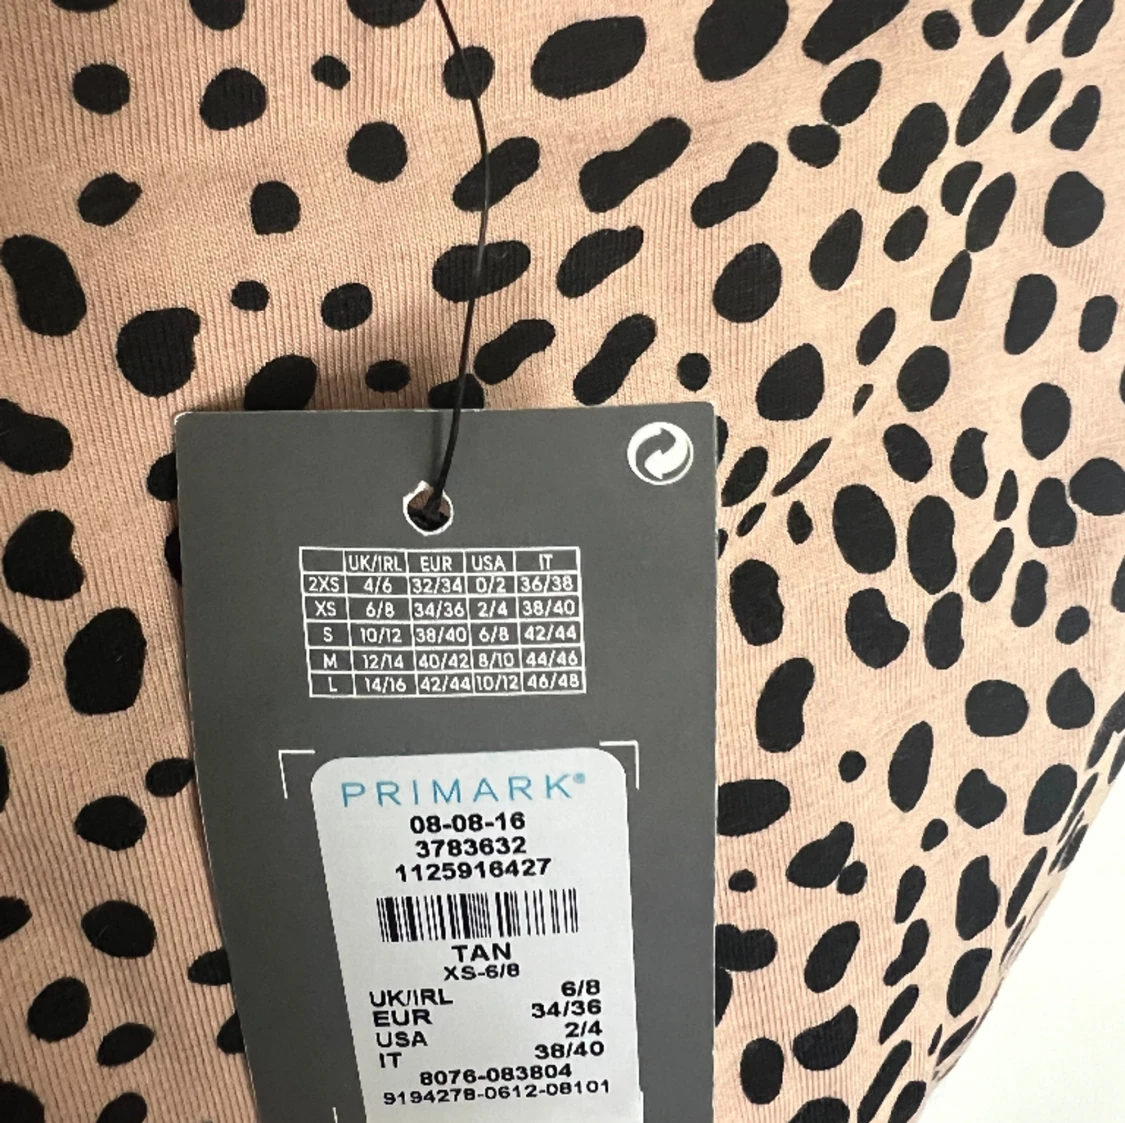 UK/IRL EUR USA IT
2XS 4/6 32/34 0/2 36/38
XS 6/8 34/36 2/4 38/40
S 10/12 38/40 6/8 42/44
M 12/14 40/42 8/10 44/46
L 14/16 42/44 10/12 46/48
PRIMARK®
08-08-16
3783632
1125916427
TAN
XS-6/8
UK/IRL 6/8
EUR 34/36
USA 2/4
IT 38/40
8076-083804
9194278-0612-08101